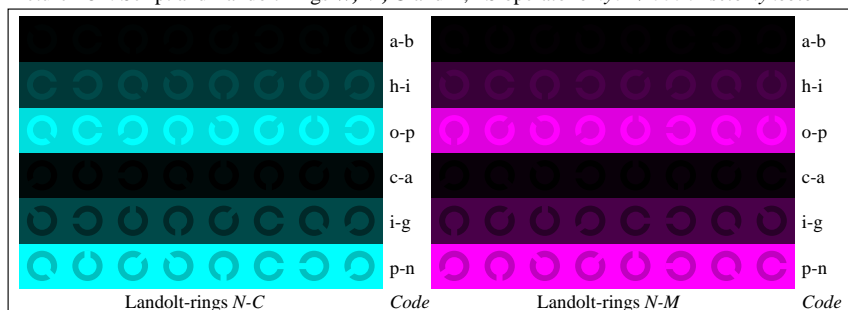 a-b a-b
h-i h-i
o-p o-p
c-a c-a
i-g i-g
p-n p-n
Landolt-rings N-C Code Landolt-rings N-M Code